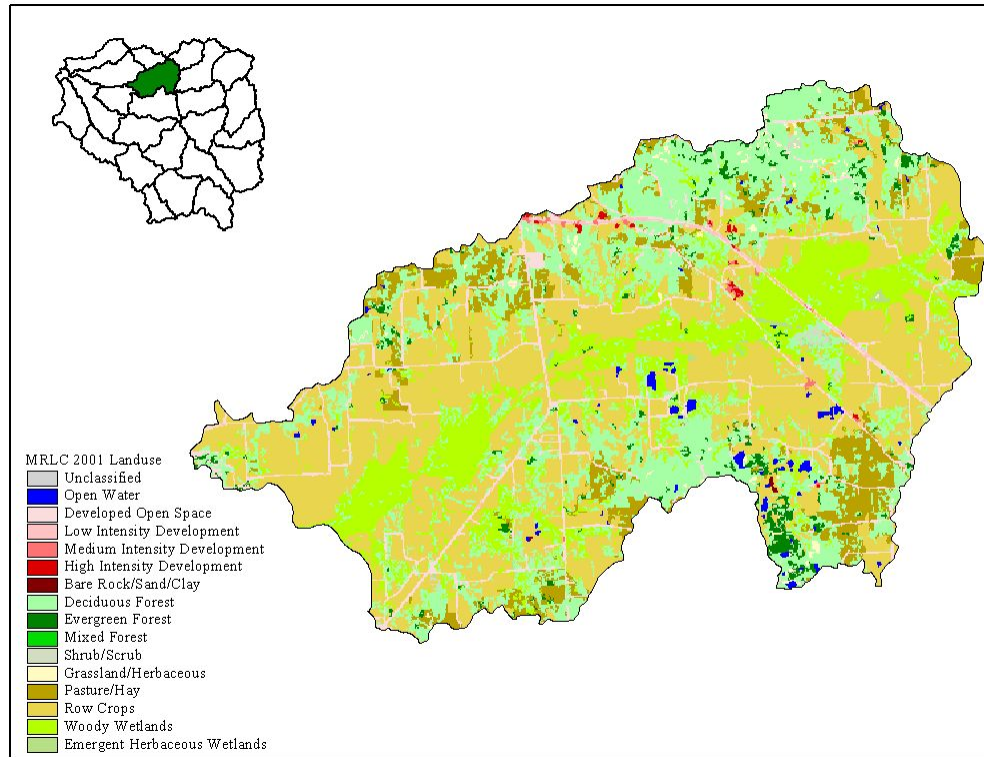 MRLC 2001 Landuse
Unclassified
Open Water
Developed Open Space
Low Intensity Development
Medium Intensity Development
High Intensity Development
Bare Rock/Sand/Clay
Deciduous Forest
Evergreen Forest
Mixed Forest
Shrub/Scrub
Grassland/Herbaceous
Pasture/Hay
Row Crops
Woody Wetlands
Emergent Herbaceous Wetlands